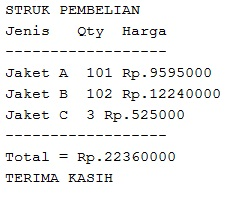 STRUK PEMBELIAN
Jenis   Qty  Harga
------------------
Jaket A  101 Rp.9595000
Jaket B  102 Rp.12240000
Jaket C  3 Rp.525000
------------------
Total = Rp.22360000
TERIMA KASIH